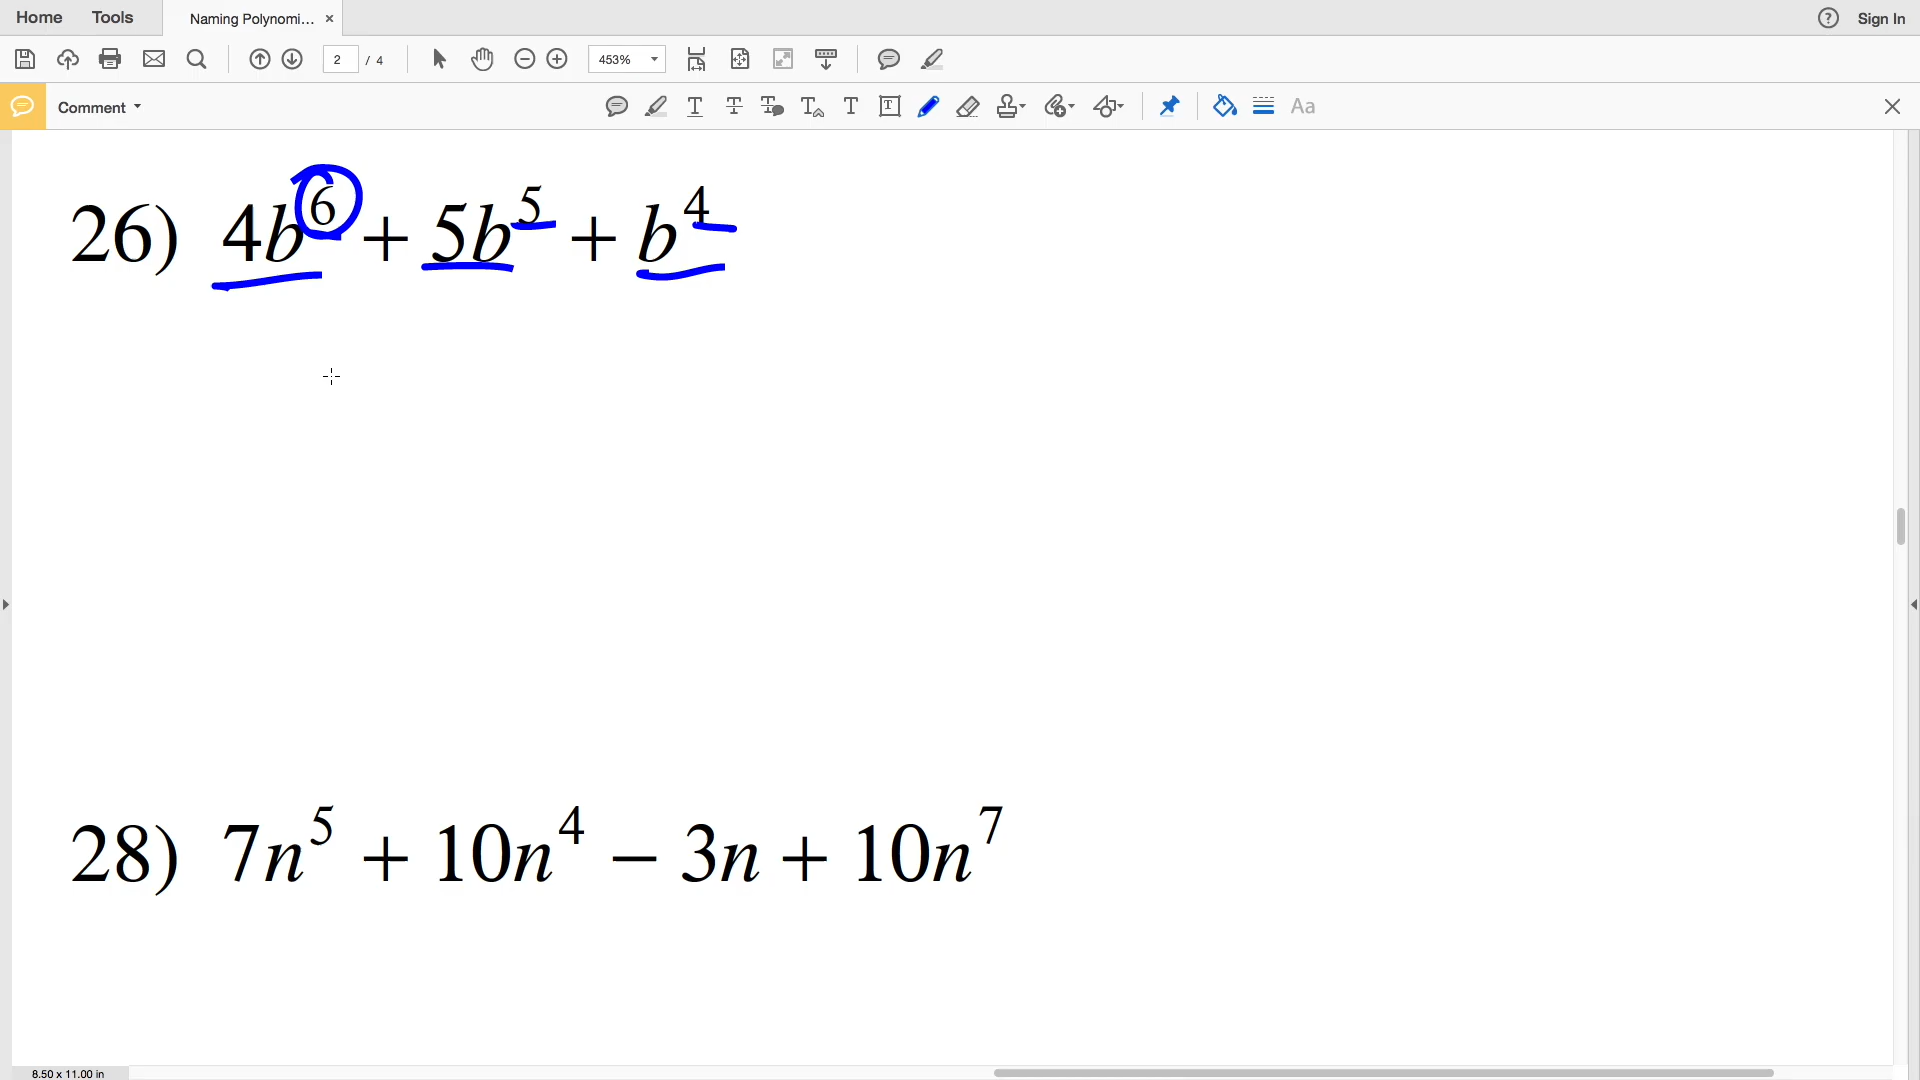 Home Tools Naming Polynomi... × ? Sign In
2 / 4 453%
Comment Aa
26) 4b⁶ + 5b⁵ + b⁴
28) 7n⁵ + 10n⁴ − 3n + 10n⁷
8.50 x 11.00 in